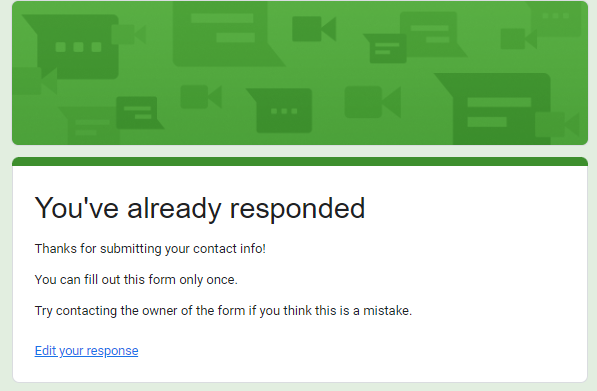 You've already responded
Thanks for submitting your contact info!
You can fill out this form only once.
Try contacting the owner of the form if you think this is a mistake.
Edit your response